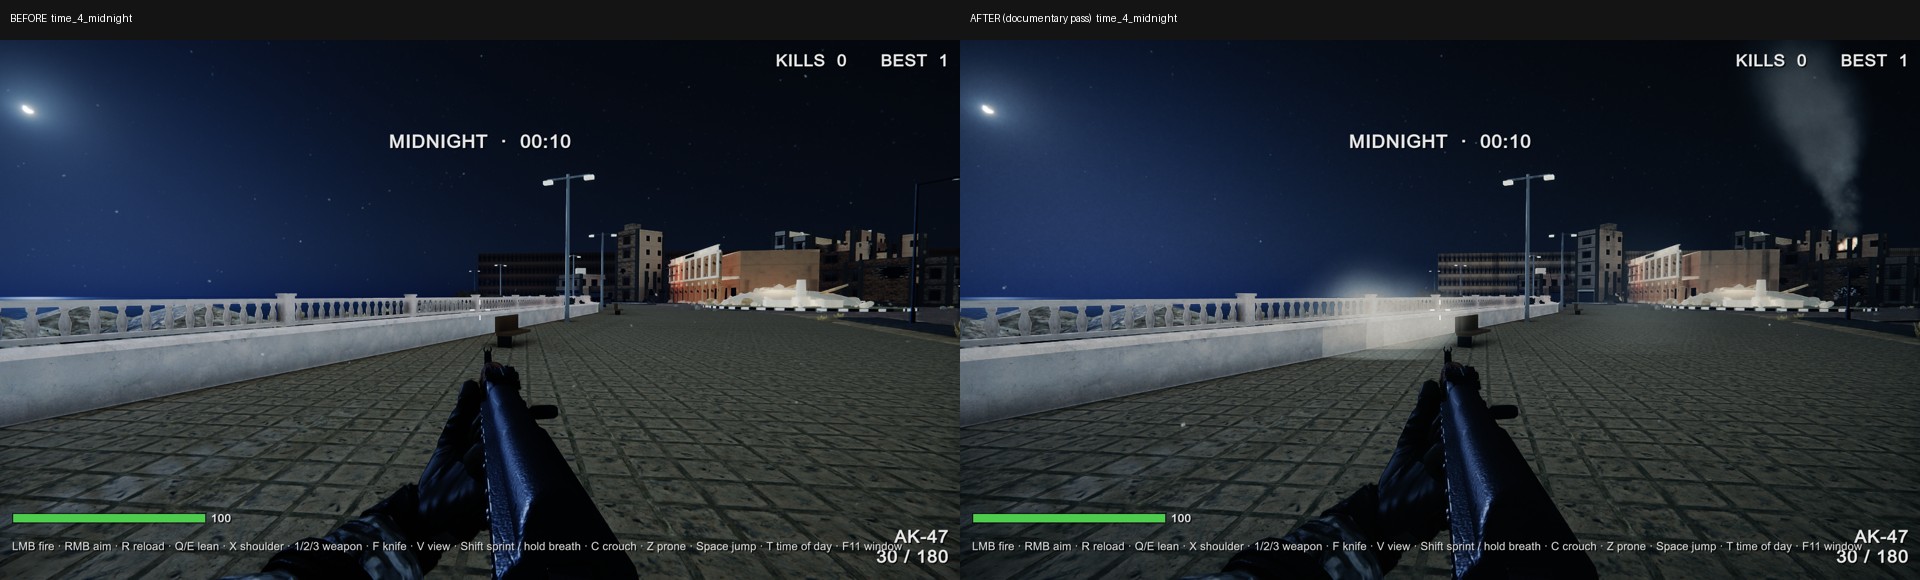 BEFORE time_4_midnight
KILLS 0 BEST 1
MIDNIGHT · 00:10
100
AK-47
LMB fire · RMB aim · R reload · Q/E lean · X shoulder · 1/2/3 weapon · F knife · V view · Shift sprint / hold breath · C crouch · Z prone · Space jump · T time of day · F11 window
30 / 180
AFTER (documentary pass) time_4_midnight
KILLS 0 BEST 1
MIDNIGHT · 00:10
100
AK-47
LMB fire · RMB aim · R reload · Q/E lean · X shoulder · 1/2/3 weapon · F knife · V view · Shift sprint / hold breath · C crouch · Z prone · Space jump · T time of day · F11 window
30 / 180